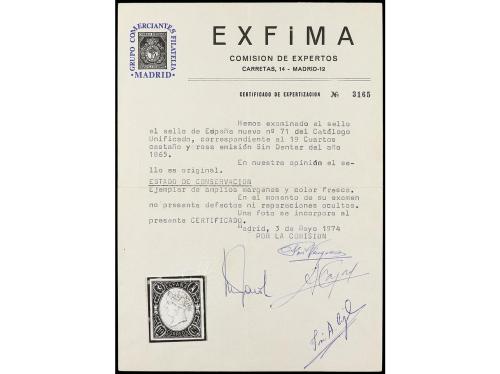 GRUPO COMERCIANTES FILATELIA
·MADRID·
EXFiMA
COMISION DE EXPERTOS
CARRETAS, 14 - MADRID-12
CERTIFICADO DE EXPERTIZACION Nº 3165
Hemos examinado el sello
el sello de España nuevo nº 71 del Catálogo
Unificado, correspondiente al 19 Cuartos
castaño y rosa emisión Sin Dentar del año
1865.
En nuestra opinión el se-
llo es original.
ESTADO DE CONSERVACION
Ejemplar de amplios margenes y color fresco.
En el momento de su examen
no presenta defectos ni reparaciones ocultos.
Una foto se incorpora al
presente CERTIFICADO.
Madrid, 3 de Mayo 1974
POR LA COMISION